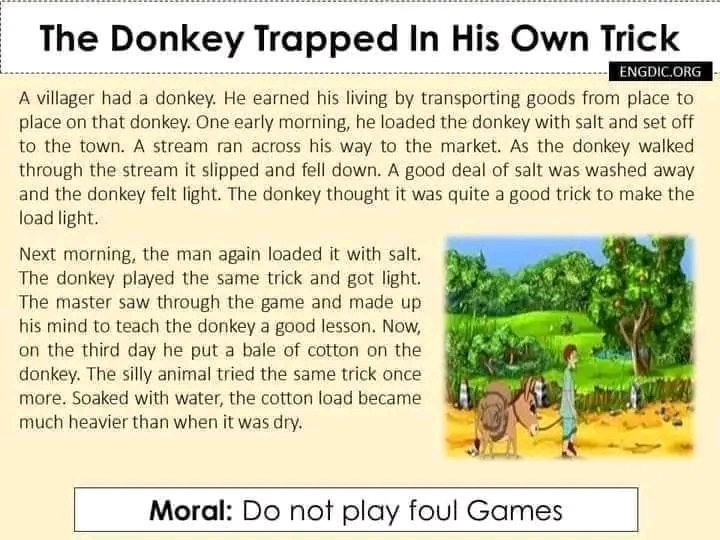 The Donkey Trapped In His Own Trick
ENGDIC.ORG
A villager had a donkey. He earned his living by transporting goods from place to
place on that donkey. One early morning, he loaded the donkey with salt and set off
to the town. A stream ran across his way to the market. As the donkey walked
through the stream it slipped and fell down. A good deal of salt was washed away
and the donkey felt light. The donkey thought it was quite a good trick to make the
load light.
Next morning, the man again loaded it with salt.
The donkey played the same trick and got light.
The master saw through the game and made up
his mind to teach the donkey a good lesson. Now,
on the third day he put a bale of cotton on the
donkey. The silly animal tried the same trick once
more. Soaked with water, the cotton load became
much heavier than when it was dry.
Moral: Do not play foul Games